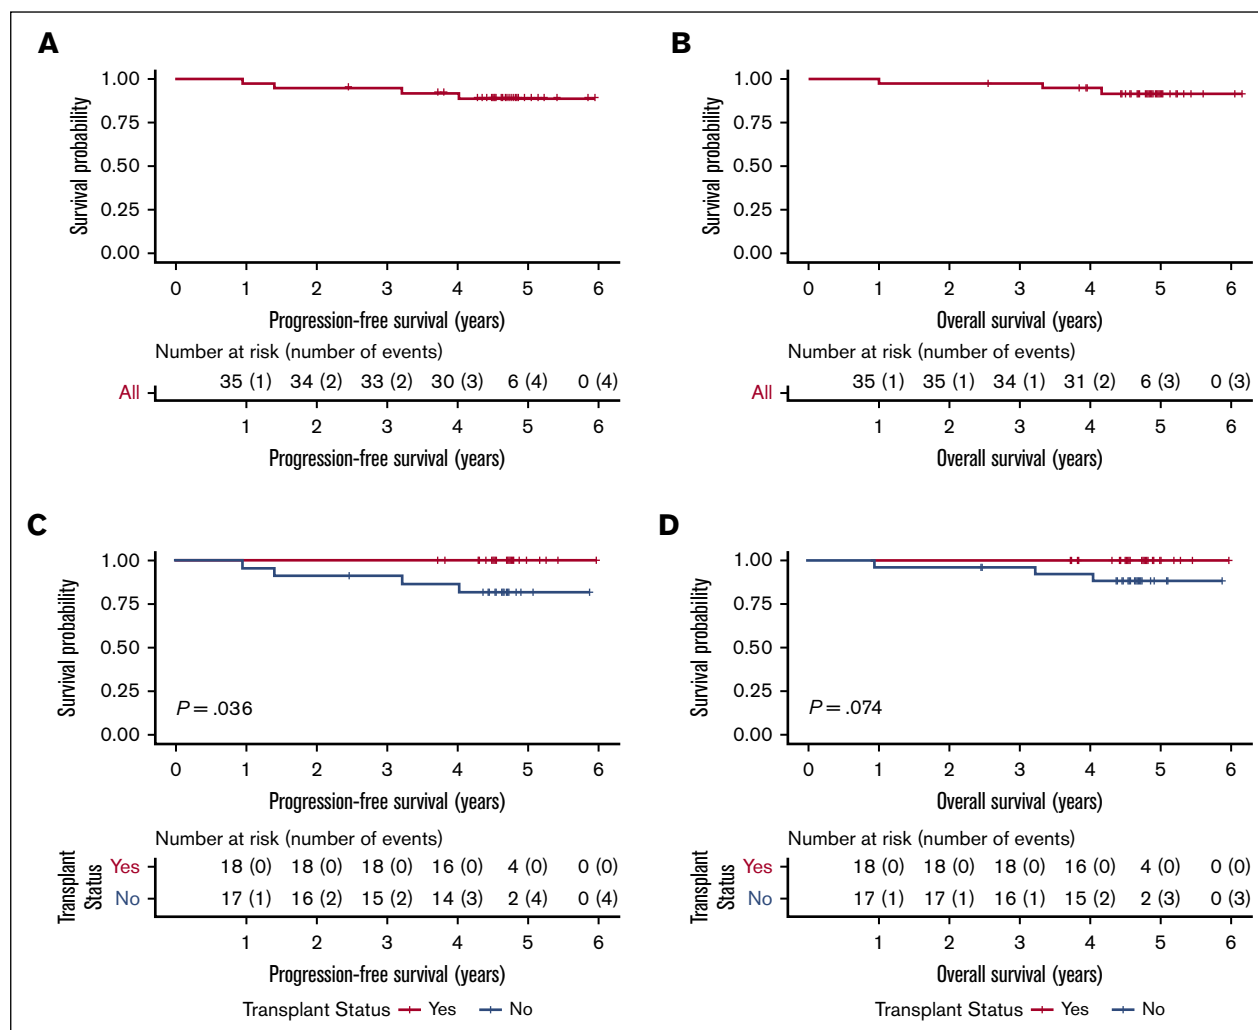 A
Survival probability
1.00
0.75
0.50
0.25
0.00
0 1 2 3 4 5 6
Progression-free survival (years)
Number at risk (number of events)
All 35 (1) 34 (2) 33 (2) 30 (3) 6 (4) 0 (4)
1 2 3 4 5 6
Progression-free survival (years)
B
Survival probability
1.00
0.75
0.50
0.25
0.00
0 1 2 3 4 5 6
Overall survival (years)
Number at risk (number of events)
All 35 (1) 35 (1) 34 (1) 31 (2) 6 (3) 0 (3)
1 2 3 4 5 6
Overall survival (years)
C
Survival probability
1.00
0.75
0.50
0.25
0.00
P = .036
0 1 2 3 4 5 6
Progression-free survival (years)
Number at risk (number of events)
Transplant
Status
Yes 18 (0) 18 (0) 18 (0) 16 (0) 4 (0) 0 (0)
No 17 (1) 16 (2) 15 (2) 14 (3) 2 (4) 0 (4)
1 2 3 4 5 6
Progression-free survival (years)
Transplant Status Yes No
D
Survival probability
1.00
0.75
0.50
0.25
0.00
P = .074
0 1 2 3 4 5 6
Overall survival (years)
Number at risk (number of events)
Transplant
Status
Yes 18 (0) 18 (0) 18 (0) 16 (0) 4 (0) 0 (0)
No 17 (1) 17 (1) 16 (1) 15 (2) 2 (3) 0 (3)
1 2 3 4 5 6
Overall survival (years)
Transplant Status Yes No